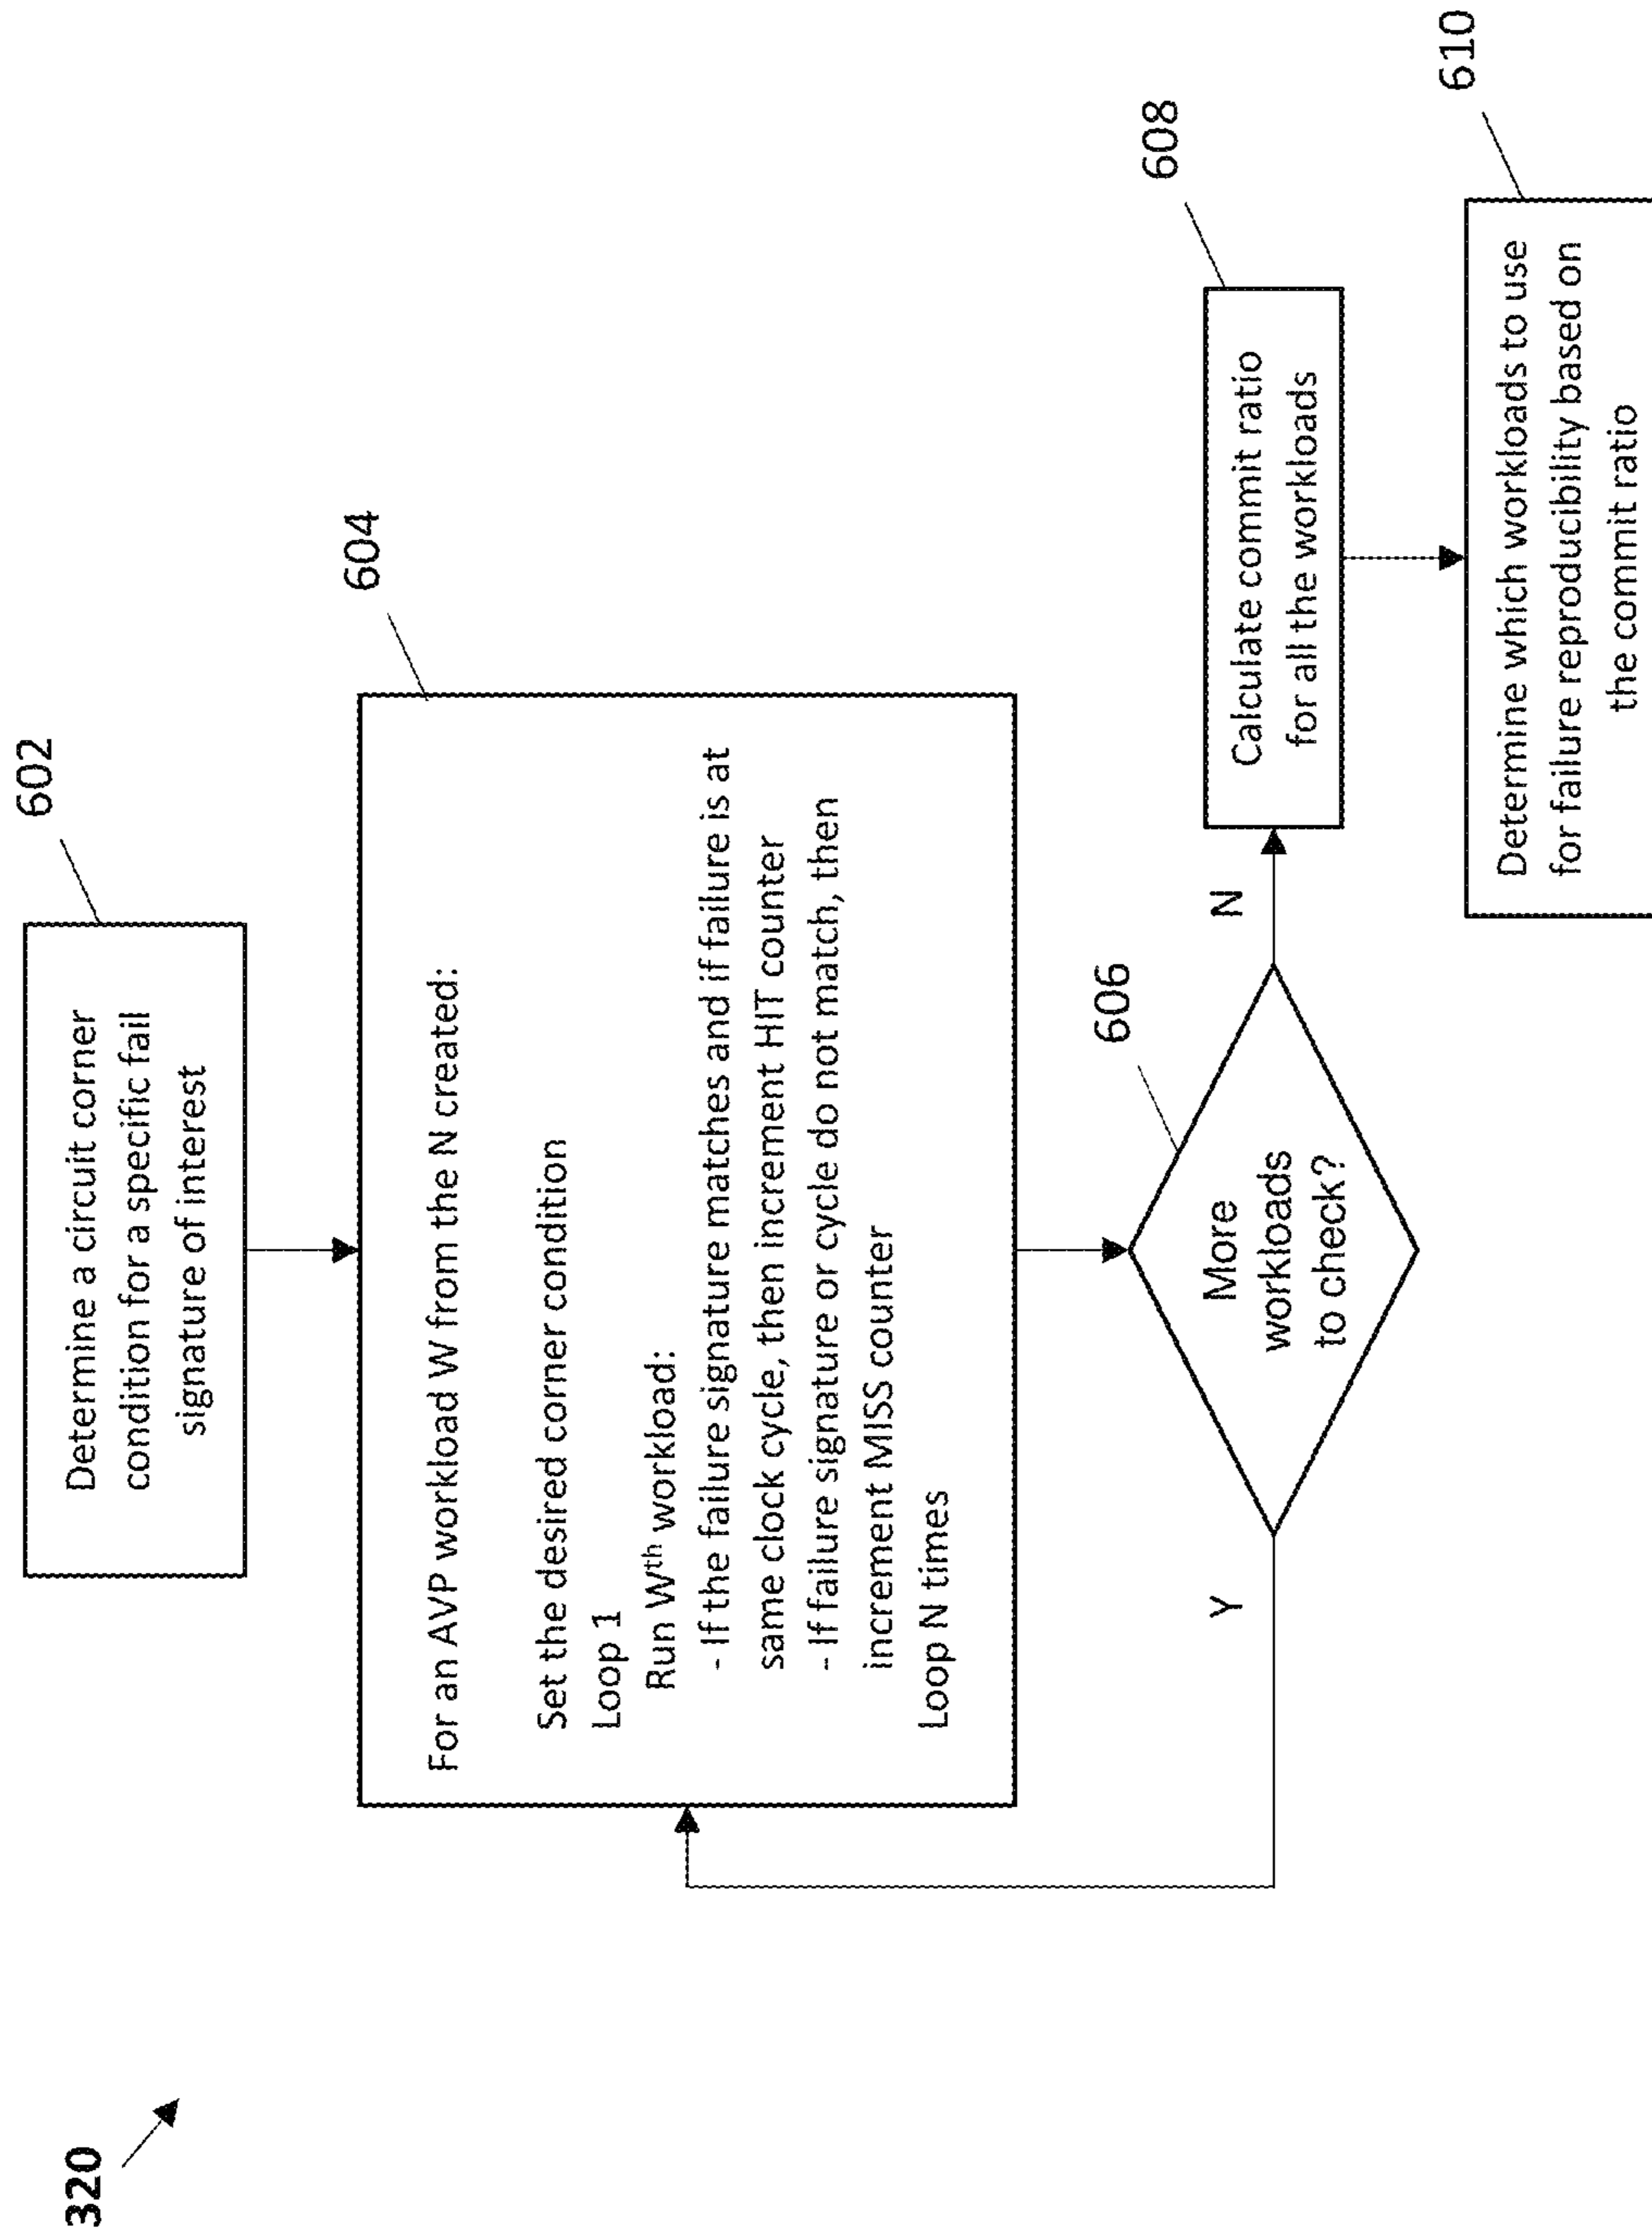 320
602
Determine a circuit corner
condition for a specific fail
signature of interest
604
For an AVP workload W from the N created:
Set the desired corner condition
Loop 1
Run Wth workload:
- If the failure signature matches and if failure is at
same clock cycle, then increment HIT counter
- If failure signature or cycle do not match, then
increment MISS counter
Loop N times
606
More
workloads
to check?
Y
N
608
Calculate commit ratio
for all the workloads
610
Determine which workloads to use
for failure reproducibility based on
the commit ratio